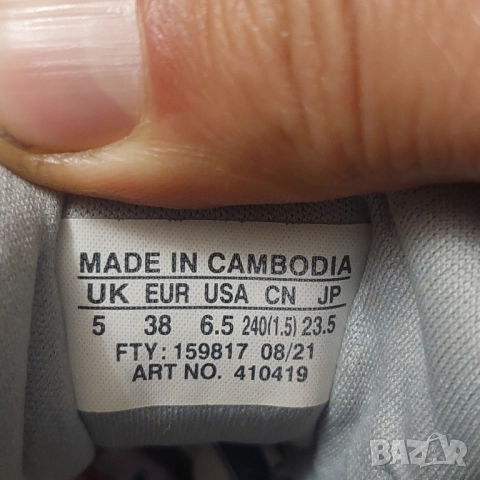 MADE IN CAMBODIA
UK EUR USA CN JP
5 38 6.5 240(1.5) 23.5
FTY: 159817 08/21
ART NO. 410419
BAZAR